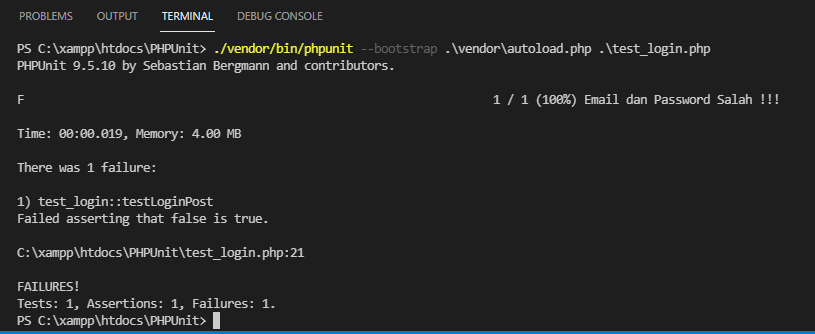 PROBLEMS OUTPUT TERMINAL DEBUG CONSOLE
PS C:\xampp\htdocs\PHPUnit> ./vendor/bin/phpunit --bootstrap .\vendor\autoload.php .\test_login.php
PHPUnit 9.5.10 by Sebastian Bergmann and contributors.
F 1 / 1 (100%) Email dan Password Salah !!!
Time: 00:00.019, Memory: 4.00 MB
There was 1 failure:
1) test_login::testLoginPost
Failed asserting that false is true.
C:\xampp\htdocs\PHPUnit\test_login.php:21
FAILURES!
Tests: 1, Assertions: 1, Failures: 1.
PS C:\xampp\htdocs\PHPUnit>